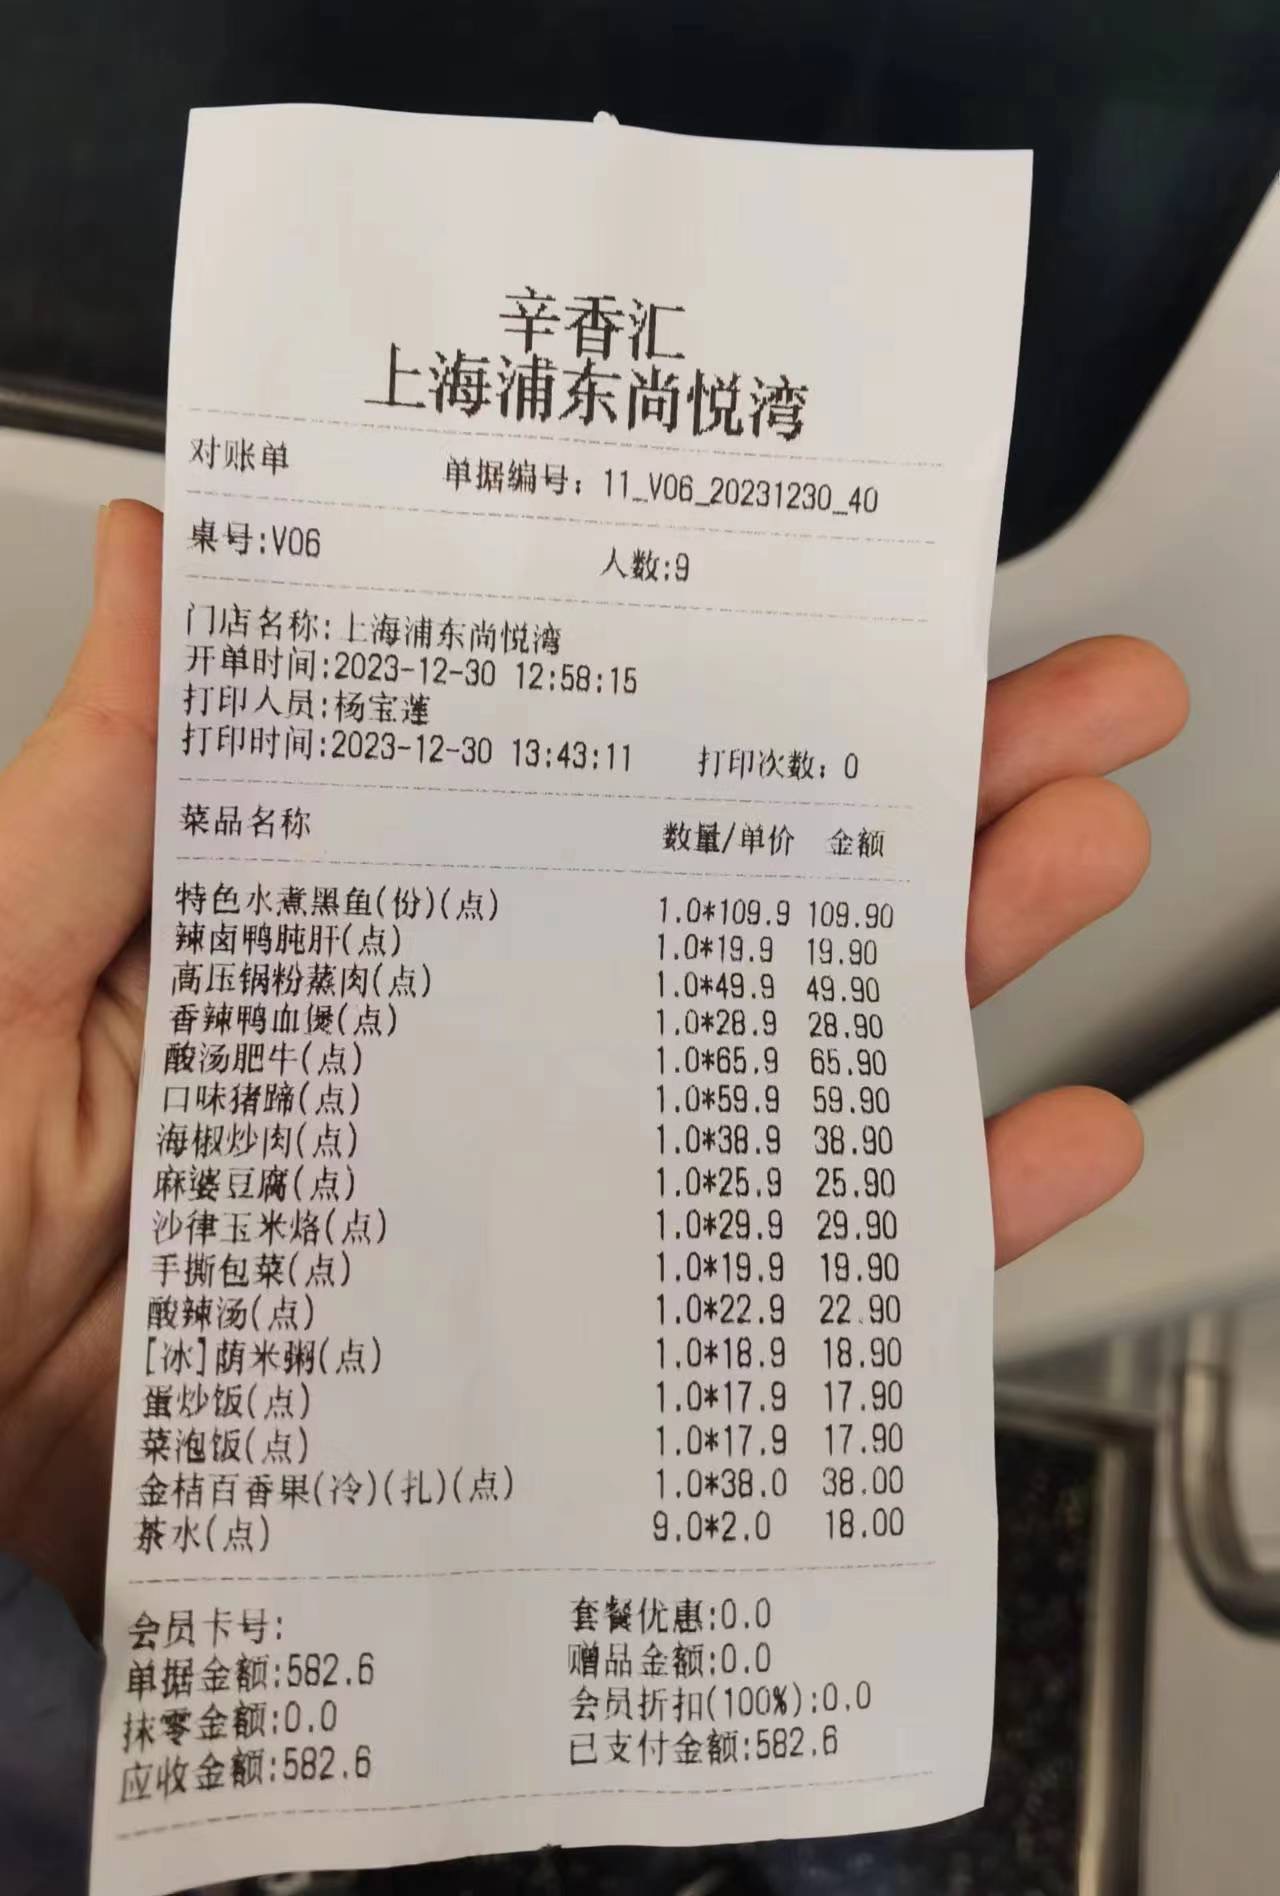 辛香汇
上海浦东尚悦湾
对账单 单据编号：11_V06_20231230_40
桌号:V06 人数:9
门店名称:上海浦东尚悦湾
开单时间:2023-12-30 12:58:15
打印人员:杨宝莲
打印时间:2023-12-30 13:43:11 打印次数：0
菜品名称 数量/单价 金额
特色水煮黑鱼(份)(点) 1.0*109.9 109.90
辣卤鸭肫肝(点) 1.0*19.9 19.90
高压锅粉蒸肉(点) 1.0*49.9 49.90
香辣鸭血煲(点) 1.0*28.9 28.90
酸汤肥牛(点) 1.0*65.9 65.90
口味猪蹄(点) 1.0*59.9 59.90
海椒炒肉(点) 1.0*38.9 38.90
麻婆豆腐(点) 1.0*25.9 25.90
沙律玉米烙(点) 1.0*29.9 29.90
手撕包菜(点) 1.0*19.9 19.90
酸辣汤(点) 1.0*22.9 22.90
[冰]荫米粥(点) 1.0*18.9 18.90
蛋炒饭(点) 1.0*17.9 17.90
菜泡饭(点) 1.0*17.9 17.90
金桔百香果(冷)(扎)(点) 1.0*38.0 38.00
茶水(点) 9.0*2.0 18.00
会员卡号: 套餐优惠:0.0
单据金额:582.6 赠品金额:0.0
抹零金额:0.0 会员折扣(100%):0.0
应收金额:582.6 已支付金额:582.6